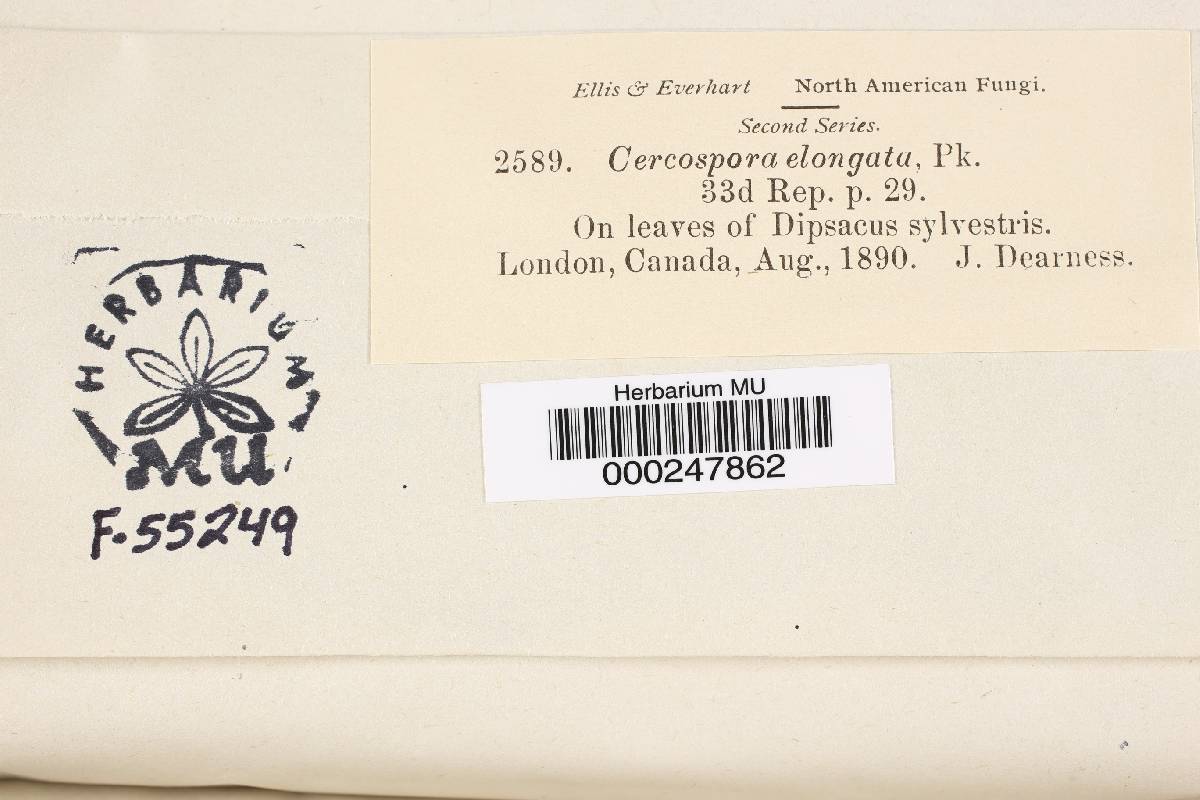 Ellis & Everhart North American Fungi.
Second Series.
2589. Cercospora elongata, Pk.
33d Rep. p. 29.
On leaves of Dipsacus sylvestris.
London, Canada, Aug., 1890. J. Dearness.
HERBARIUM
MU
F.55249
Herbarium MU
000247862